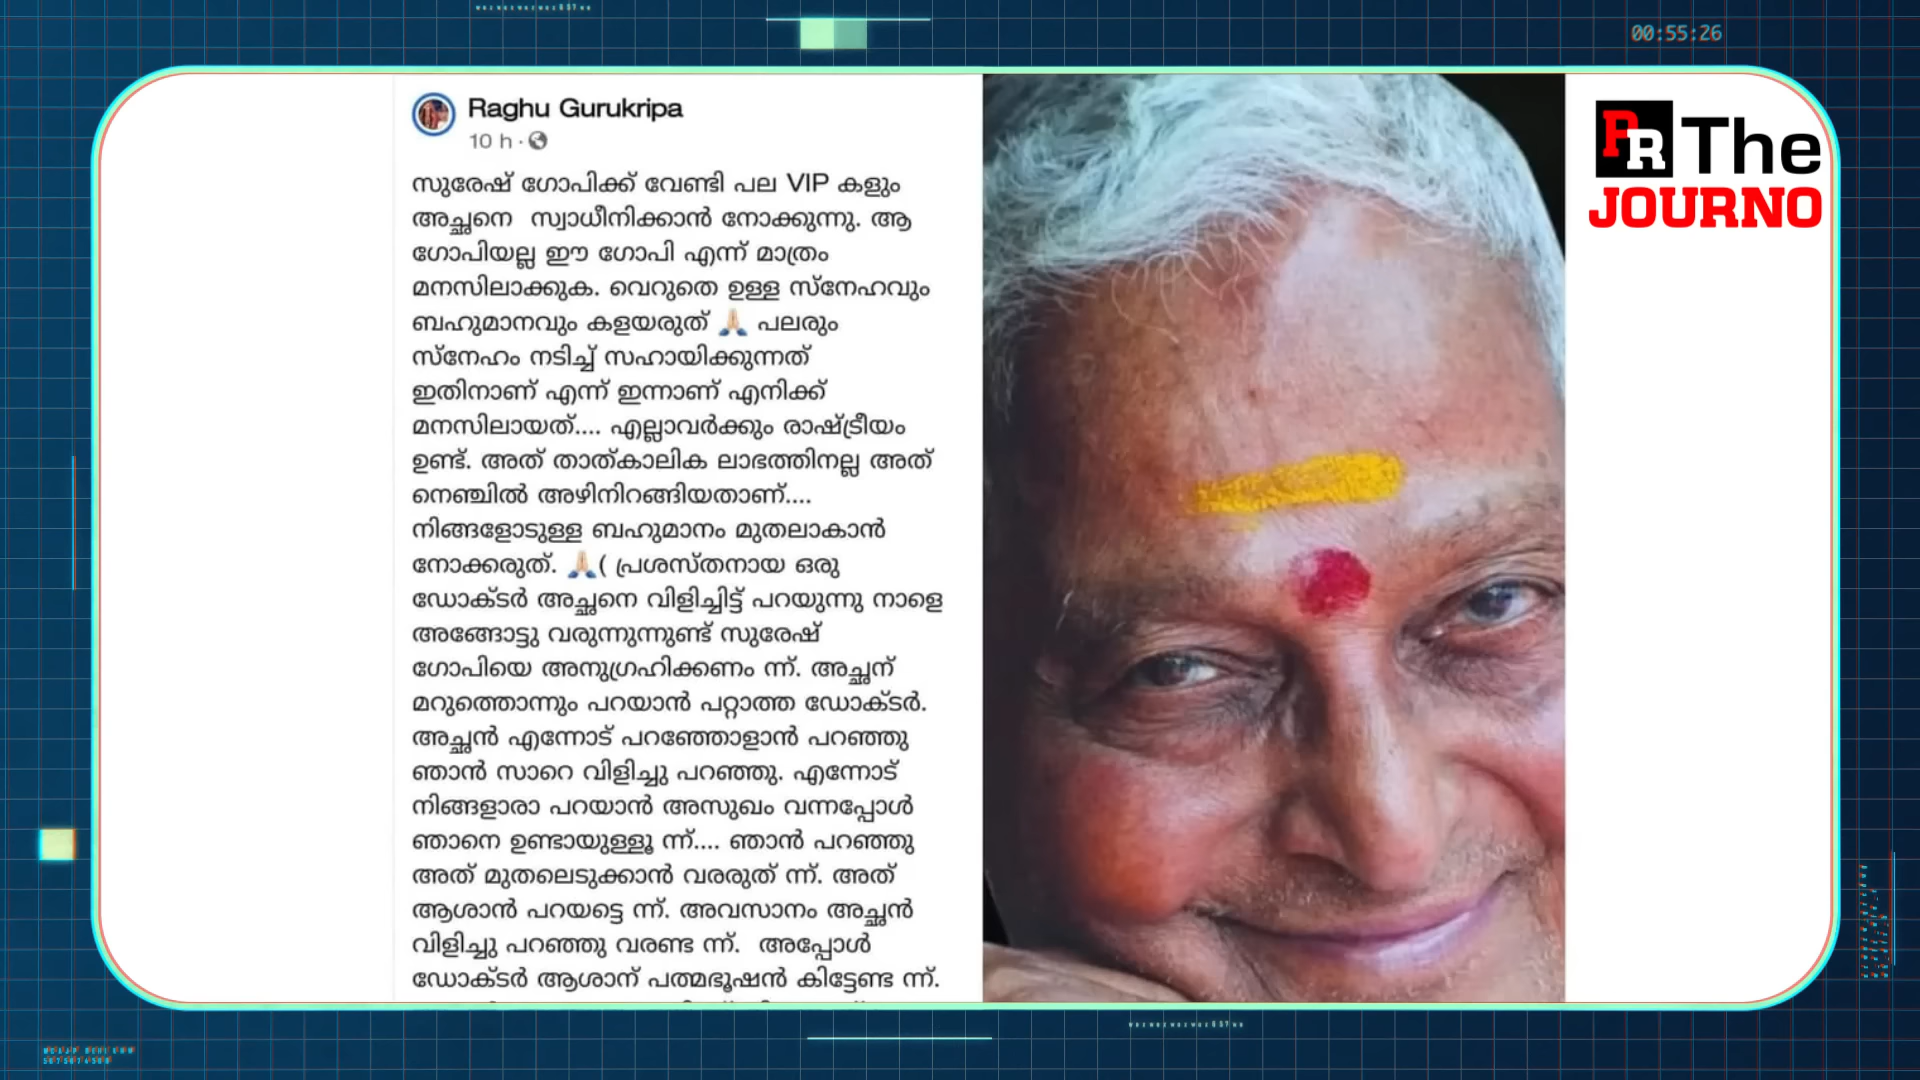 00:55:26
Raghu Gurukripa
10 h ·
സുരേഷ് ഗോപിക്ക് വേണ്ടി പല VIP കളും
അച്ഛനെ സ്വാധീനിക്കാൻ നോക്കുന്നു. ആ
ഗോപിയല്ല ഈ ഗോപി എന്ന് മാത്രം
മനസിലാക്കുക. വെറുതെ ഉള്ള സ്നേഹവും
ബഹുമാനവും കളയരുത് 🙏🏻 പലരും
സ്നേഹം നടിച്ച് സഹായിക്കുന്നത്
ഇതിനാണ് എന്ന് ഇന്നാണ് എനിക്ക്
മനസിലായത്.... എല്ലാവർക്കും രാഷ്ട്രീയം
ഉണ്ട്. അത് താത്കാലിക ലാഭത്തിനല്ല അത്
നെഞ്ചിൽ അഴിനിറങ്ങിയതാണ്....
നിങ്ങളോടുള്ള ബഹുമാനം മുതലാകാൻ
നോക്കരുത്. 🙏🏻( പ്രശസ്തനായ ഒരു
ഡോക്ടർ അച്ഛനെ വിളിച്ചിട്ട് പറയുന്നു നാളെ
അങ്ങോട്ടു വരുന്നുന്നുണ്ട് സുരേഷ്
ഗോപിയെ അനുഗ്രഹിക്കണം ന്ന്. അച്ഛന്
മറുത്തൊന്നും പറയാൻ പറ്റാത്ത ഡോക്ടർ.
അച്ഛൻ എന്നോട് പറഞ്ഞോളാൻ പറഞ്ഞു
ഞാൻ സാറെ വിളിച്ചു പറഞ്ഞു. എന്നോട്
നിങ്ങളാരാ പറയാൻ അസുഖം വന്നപ്പോൾ
ഞാനെ ഉണ്ടായുള്ളൂ ന്ന്.... ഞാൻ പറഞ്ഞു
അത് മുതലെടുക്കാൻ വരരുത് ന്ന്. അത്
ആശാൻ പറയട്ടെ ന്ന്. അവസാനം അച്ഛൻ
വിളിച്ചു പറഞ്ഞു വരണ്ട ന്ന്. അപ്പോൾ
ഡോക്ടർ ആശാന് പത്മഭൂഷൻ കിട്ടേണ്ട ന്ന്.
PR The
JOURNO